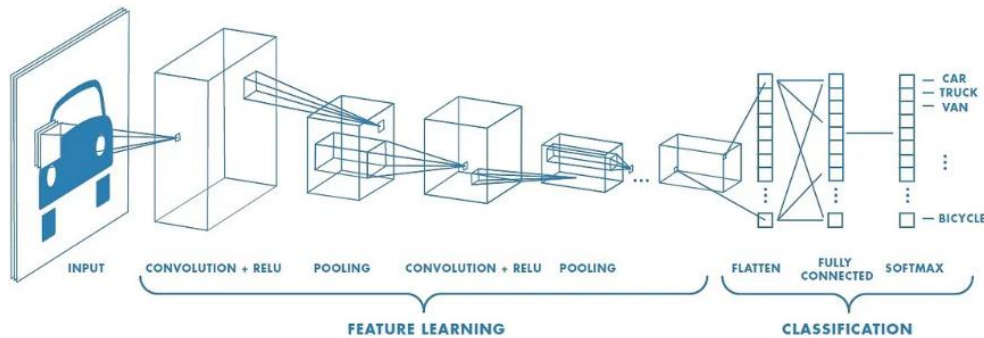 CAR
TRUCK
VAN
BICYCLE
INPUT
CONVOLUTION + RELU
POOLING
CONVOLUTION + RELU
POOLING
FLATTEN
FULLY
CONNECTED
SOFTMAX
FEATURE LEARNING
CLASSIFICATION